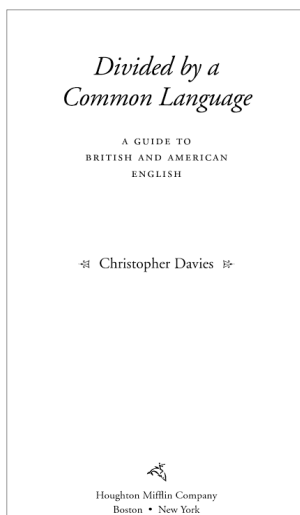 Divided by a
Common Language
A GUIDE TO
BRITISH AND AMERICAN
ENGLISH
Christopher Davies
Houghton Mifflin Company
Boston • New York